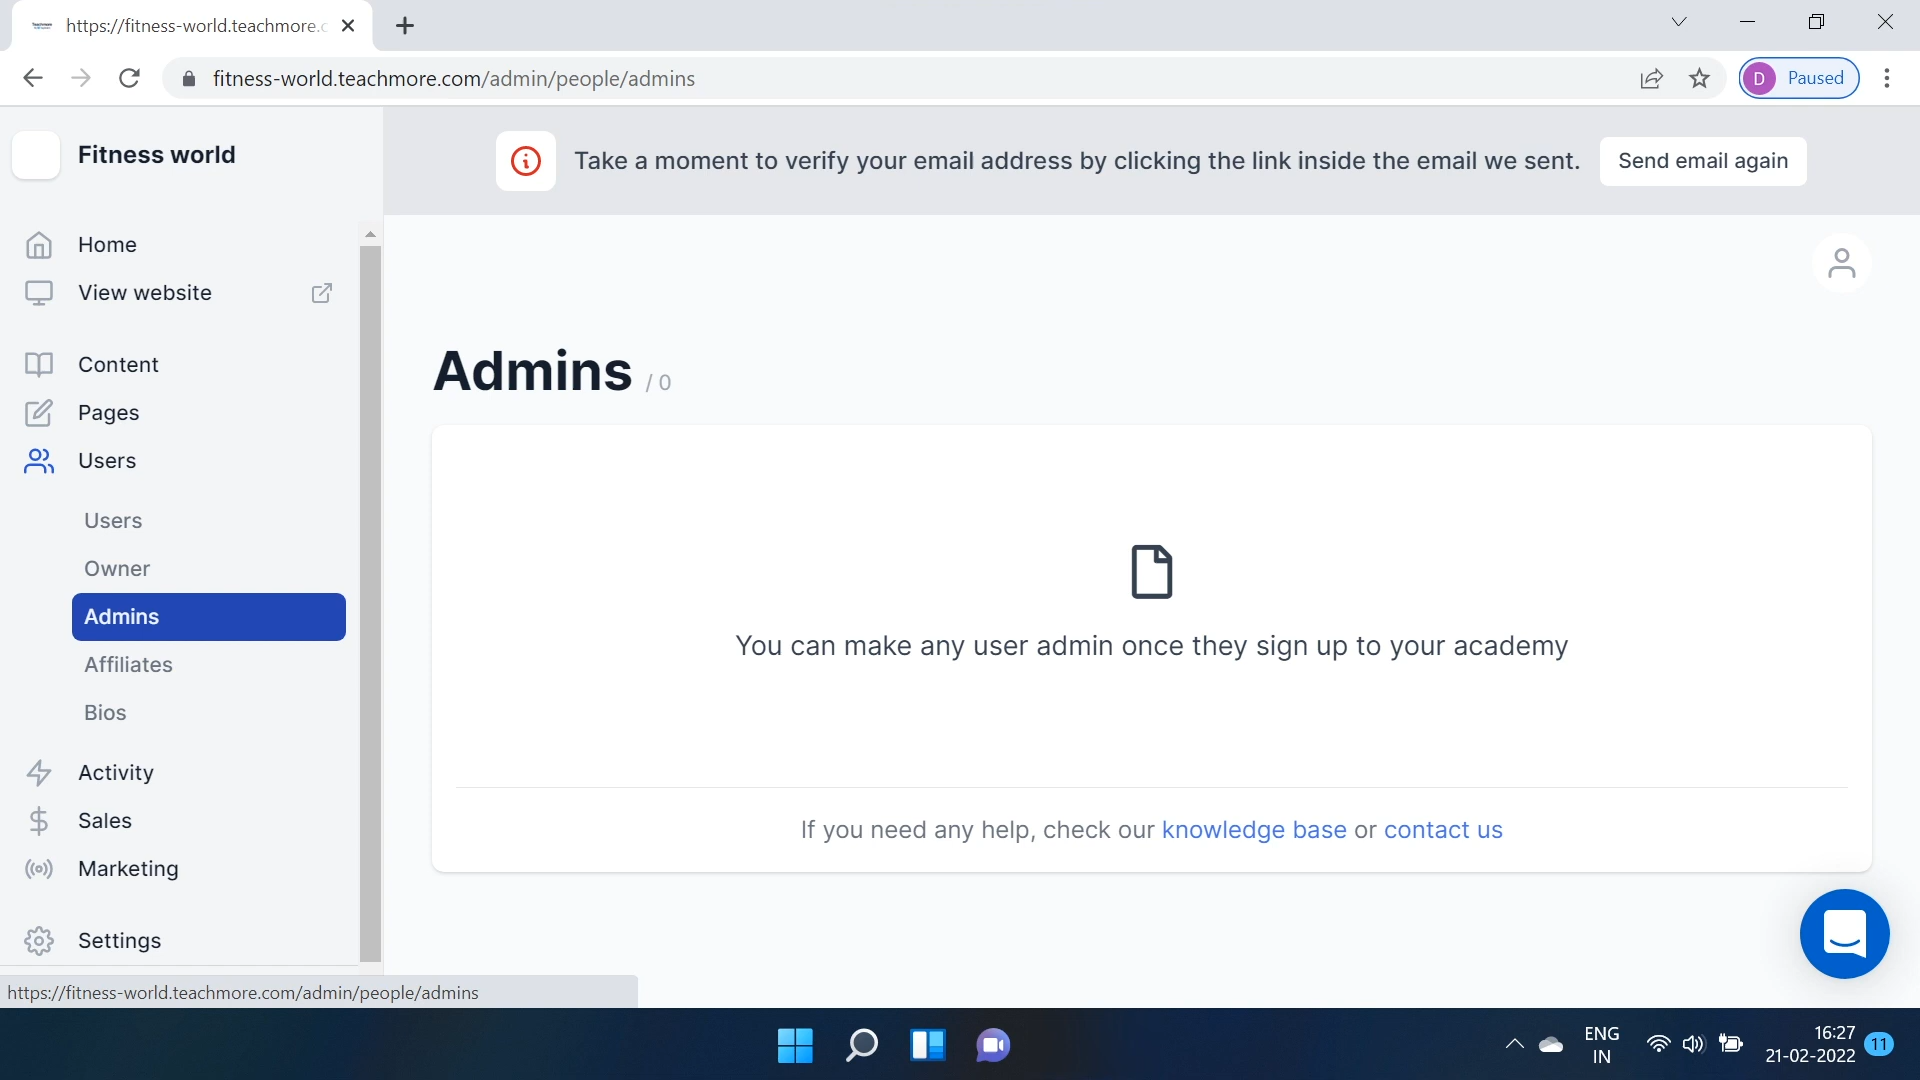 https://fitness-world.teachmore.c
fitness-world.teachmore.com/admin/people/admins
D
Paused
Fitness world
Take a moment to verify your email address by clicking the link inside the email we sent.
Send email again
Home
View website
Content
Pages
Users
Users
Owner
Admins
Affiliates
Bios
Activity
Sales
Marketing
Settings
Admins / 0
You can make any user admin once they sign up to your academy
If you need any help, check our knowledge base or contact us
https://fitness-world.teachmore.com/admin/people/admins
ENG
IN
16:27
21-02-2022
11